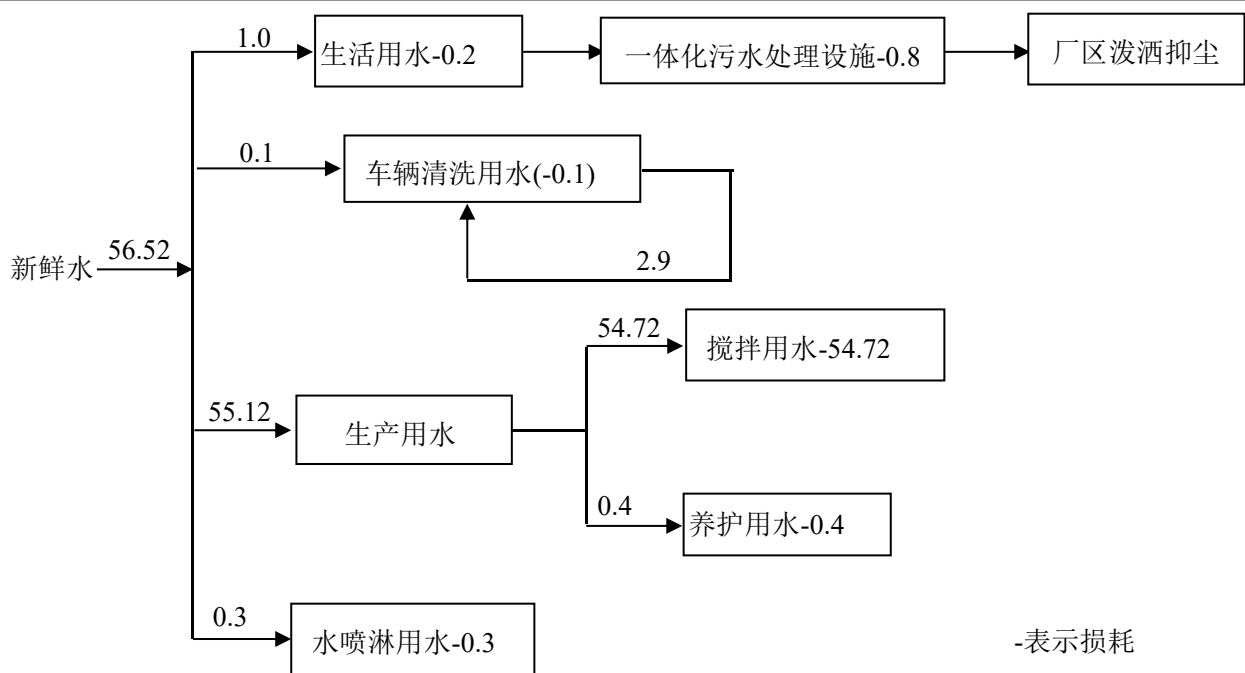 1.0
生活用水-0.2
一体化污水处理设施-0.8
厂区泼洒抑尘
0.1
车辆清洗用水(-0.1)
2.9
新鲜水
56.52
54.72
搅拌用水-54.72
55.12
生产用水
0.4
养护用水-0.4
0.3
水喷淋用水-0.3
-表示损耗